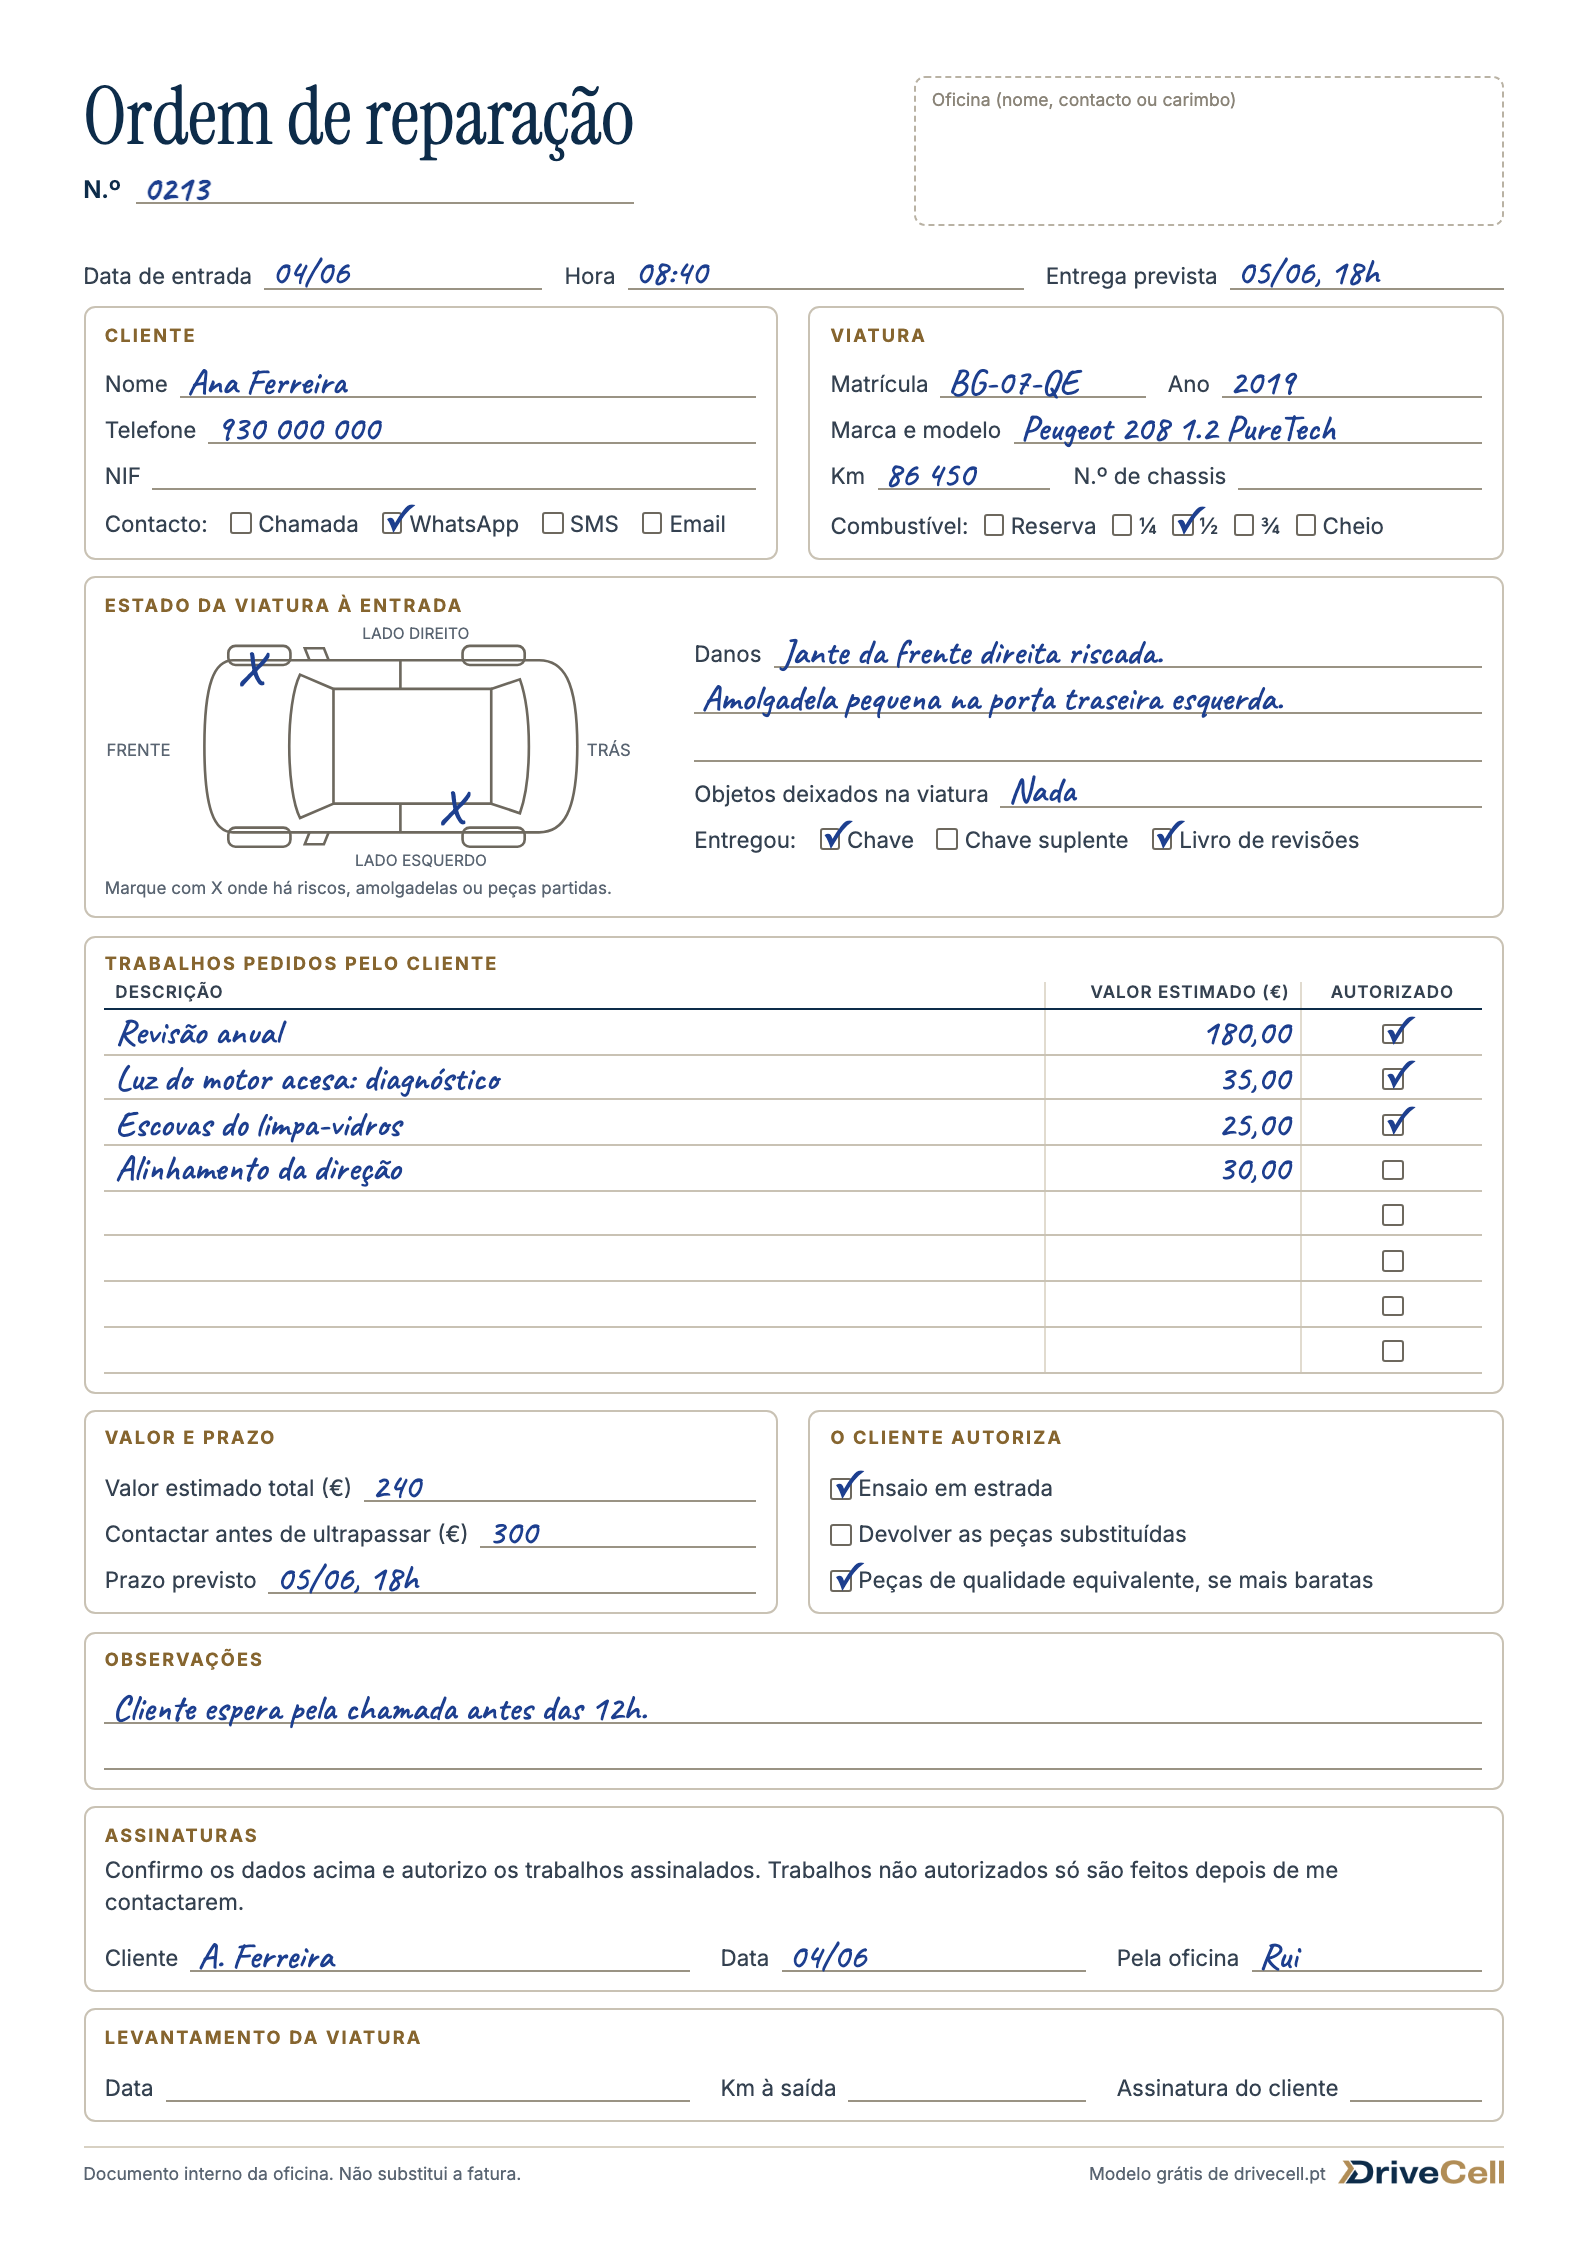 Ordem de reparação
Oficina (nome, contacto ou carimbo)
N.º 0213
Data de entrada 04/06 Hora 08:40 Entrega prevista 05/06, 18h
CLIENTE
Nome Ana Ferreira
Telefone 930 000 000
NIF
Contacto: Chamada WhatsApp SMS Email
VIATURA
Matrícula BG-07-QE Ano 2019
Marca e modelo Peugeot 208 1.2 PureTech
Km 86 450 N.º de chassis
Combustível: Reserva ¼ ½ ¾ Cheio
ESTADO DA VIATURA À ENTRADA
LADO DIREITO
X
FRENTE
TRÁS
X
LADO ESQUERDO
Marque com X onde há riscos, amolgadelas ou peças partidas.
Danos Jante da frente direita riscada.
Amolgadela pequena na porta traseira esquerda.
Objetos deixados na viatura Nada
Entregou: Chave Chave suplente Livro de revisões
TRABALHOS PEDIDOS PELO CLIENTE
DESCRIÇÃO VALOR ESTIMADO (€) AUTORIZADO
Revisão anual 180,00
Luz do motor acesa: diagnóstico 35,00
Escovas do limpa-vidros 25,00
Alinhamento da direção 30,00
VALOR E PRAZO
Valor estimado total (€) 240
Contactar antes de ultrapassar (€) 300
Prazo previsto 05/06, 18h
O CLIENTE AUTORIZA
Ensaio em estrada
Devolver as peças substituídas
Peças de qualidade equivalente, se mais baratas
OBSERVAÇÕES
Cliente espera pela chamada antes das 12h.
ASSINATURAS
Confirmo os dados acima e autorizo os trabalhos assinalados. Trabalhos não autorizados só são feitos depois de me
contactarem.
Cliente A. Ferreira Data 04/06 Pela oficina Rui
LEVANTAMENTO DA VIATURA
Data Km à saída Assinatura do cliente
Documento interno da oficina. Não substitui a fatura. Modelo grátis de drivecell.pt DriveCell